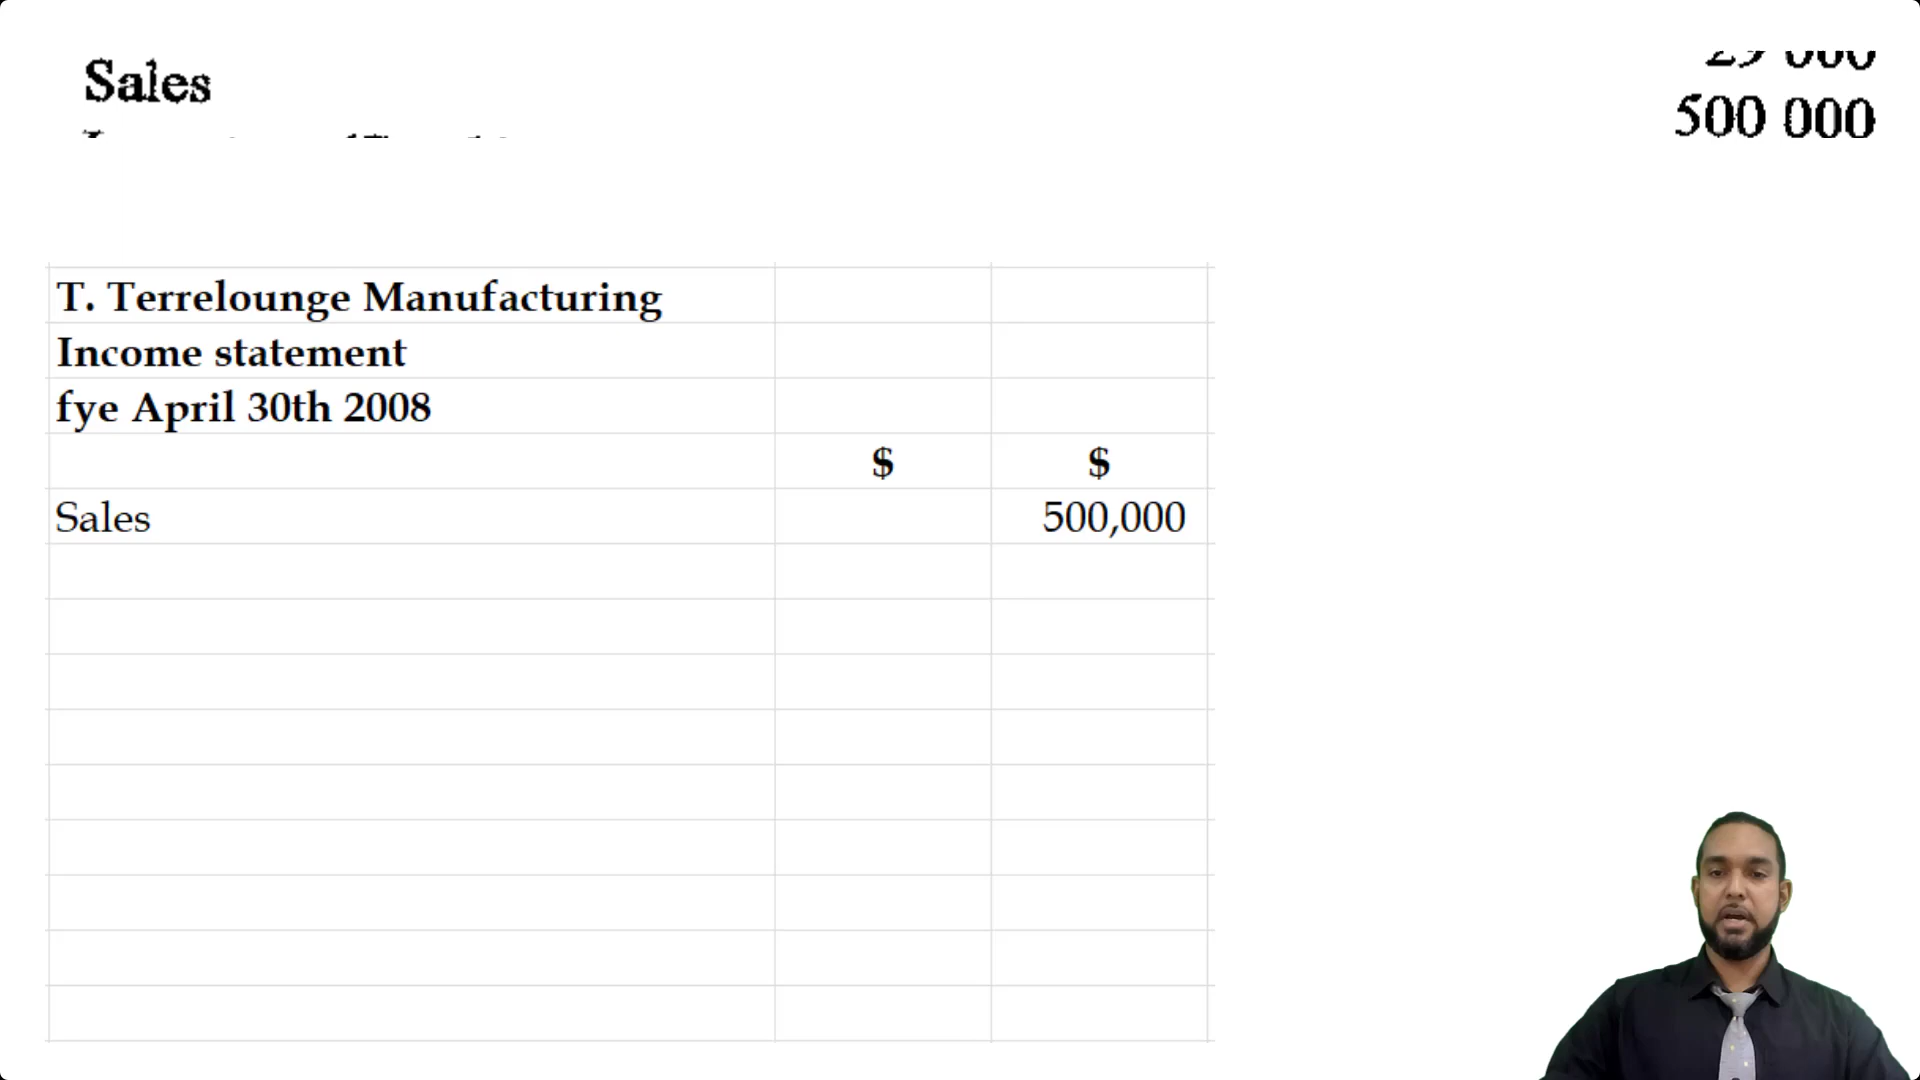 Sales
500 000
T. Terrelounge Manufacturing
Income statement
fye April 30th 2008
$ $
Sales 500,000